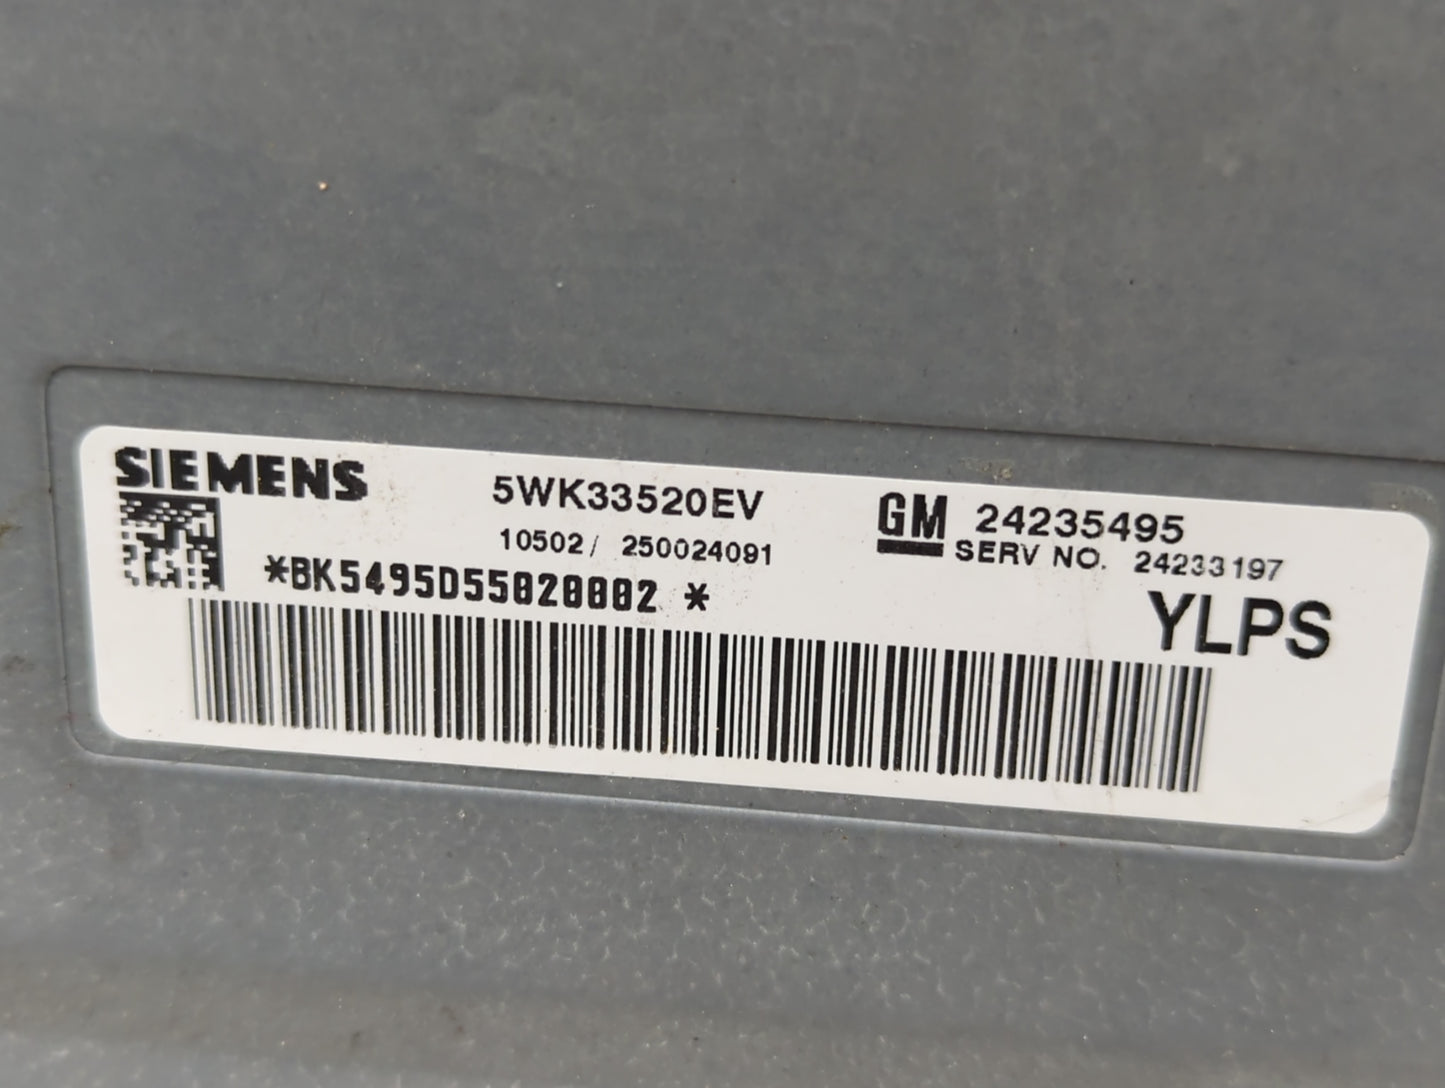 SIEMENS 5WK33520EV GM 24235495
10502/ 250024091 SERV NO. 24233197
*BK5495D55020002 *
YLPS